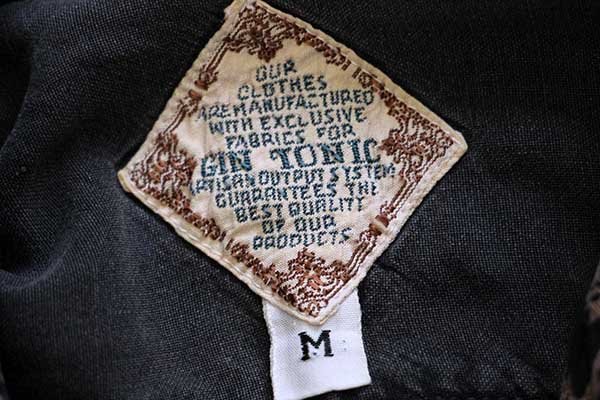 OUR
CLOTHES
ARE MANUFACTURED
WITH EXCLUSIVE
FABRICS FOR
GIN TONIC
ARTISAN OUTPUT SYSTEM
GUARANTEES THE
BEST QUALITY
OF OUR
PRODUCTS
M